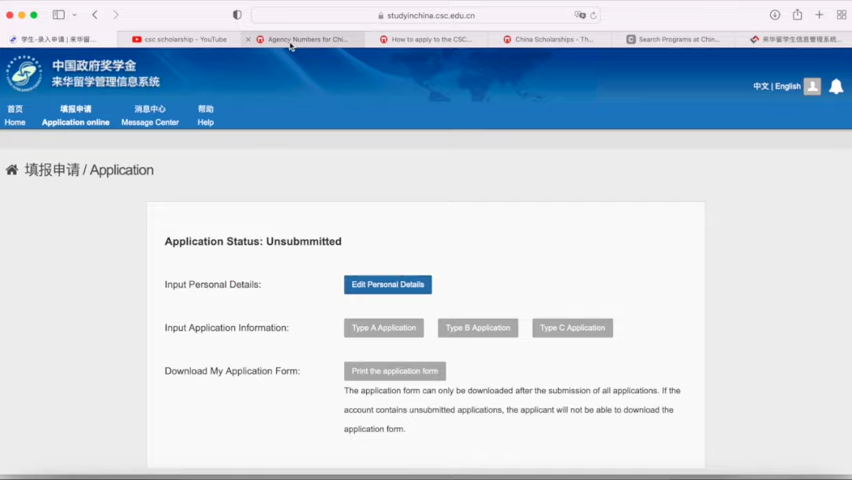 studyinchina.csc.edu.cn
学生-录入申请 | 来华留...
csc scholarship - YouTube
Agency Numbers for Chi...
How to apply to the CSC...
China Scholarships - Th...
Search Programs at Chin...
来华留学生信息管理系统...
中国政府奖学金
来华留学管理信息系统
中文 | English
首页 填报申请 消息中心 帮助
Home Application online Message Center Help
填报申请 / Application
Application Status: Unsubmmitted
Input Personal Details: Edit Personal Details
Input Application Information: Type A Application Type B Application Type C Application
Download My Application Form: Print the application form
The application form can only be downloaded after the submission of all applications. If the
account contains unsubmitted applications, the applicant will not be able to download the
application form.